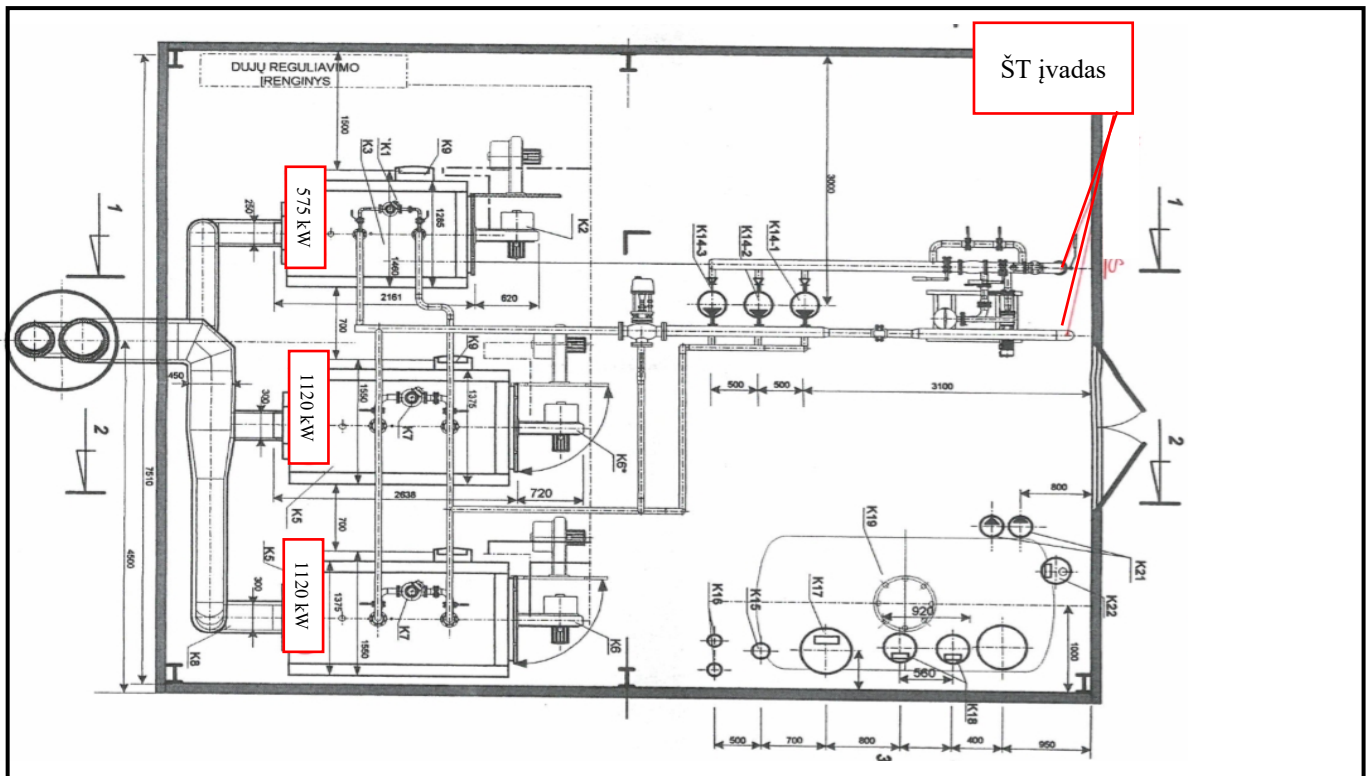 DUJŲ REGULIAVIMO
ĮRENGINYS
ŠT įvadas
1500
K3
K1
K9
1285
K2
3000
K14-3
K14-2
K14-1
1
1
575 kW
250
1460
2161
620
700
K9
450
300
1120 kW
1550
1375
K7
K6*
500
500
3100
2
2
7510
4500
2638
720
K5
700
800
K19
K21
K22
K16
K15
K17
920
K5
1120 kW
300
1375
1550
K7
K6
K8
1000
560
K18
500
700
800
400
950
3